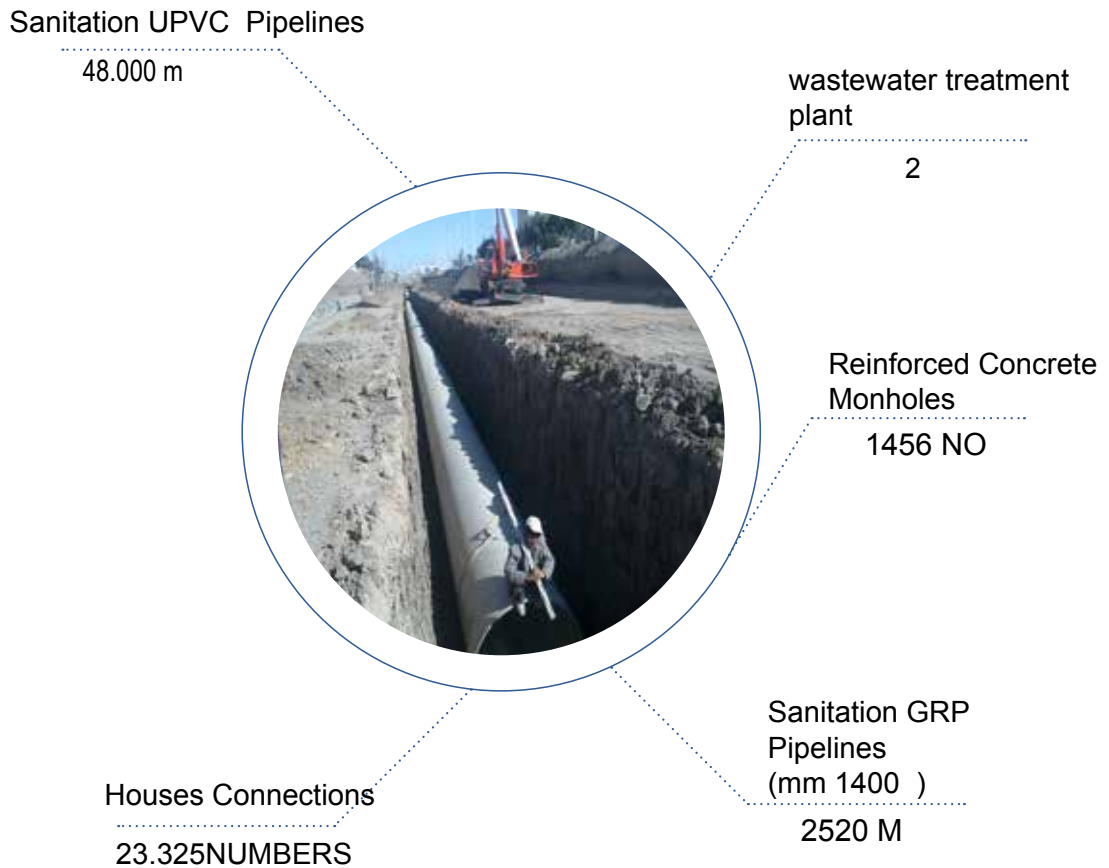 Sanitation UPVC Pipelines
48.000 m
wastewater treatment
plant
2
Reinforced Concrete
Monholes
1456 NO
Sanitation GRP
Pipelines
(mm 1400 )
2520 M
Houses Connections
23.325NUMBERS